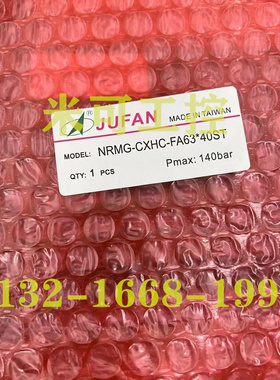 米可工控
JUFAN
MADE IN TAIWAN
MODEL: NRMG-CXHC-FA63*40ST
QTY: 1 PCS
Pmax: 140bar
132-1668-199